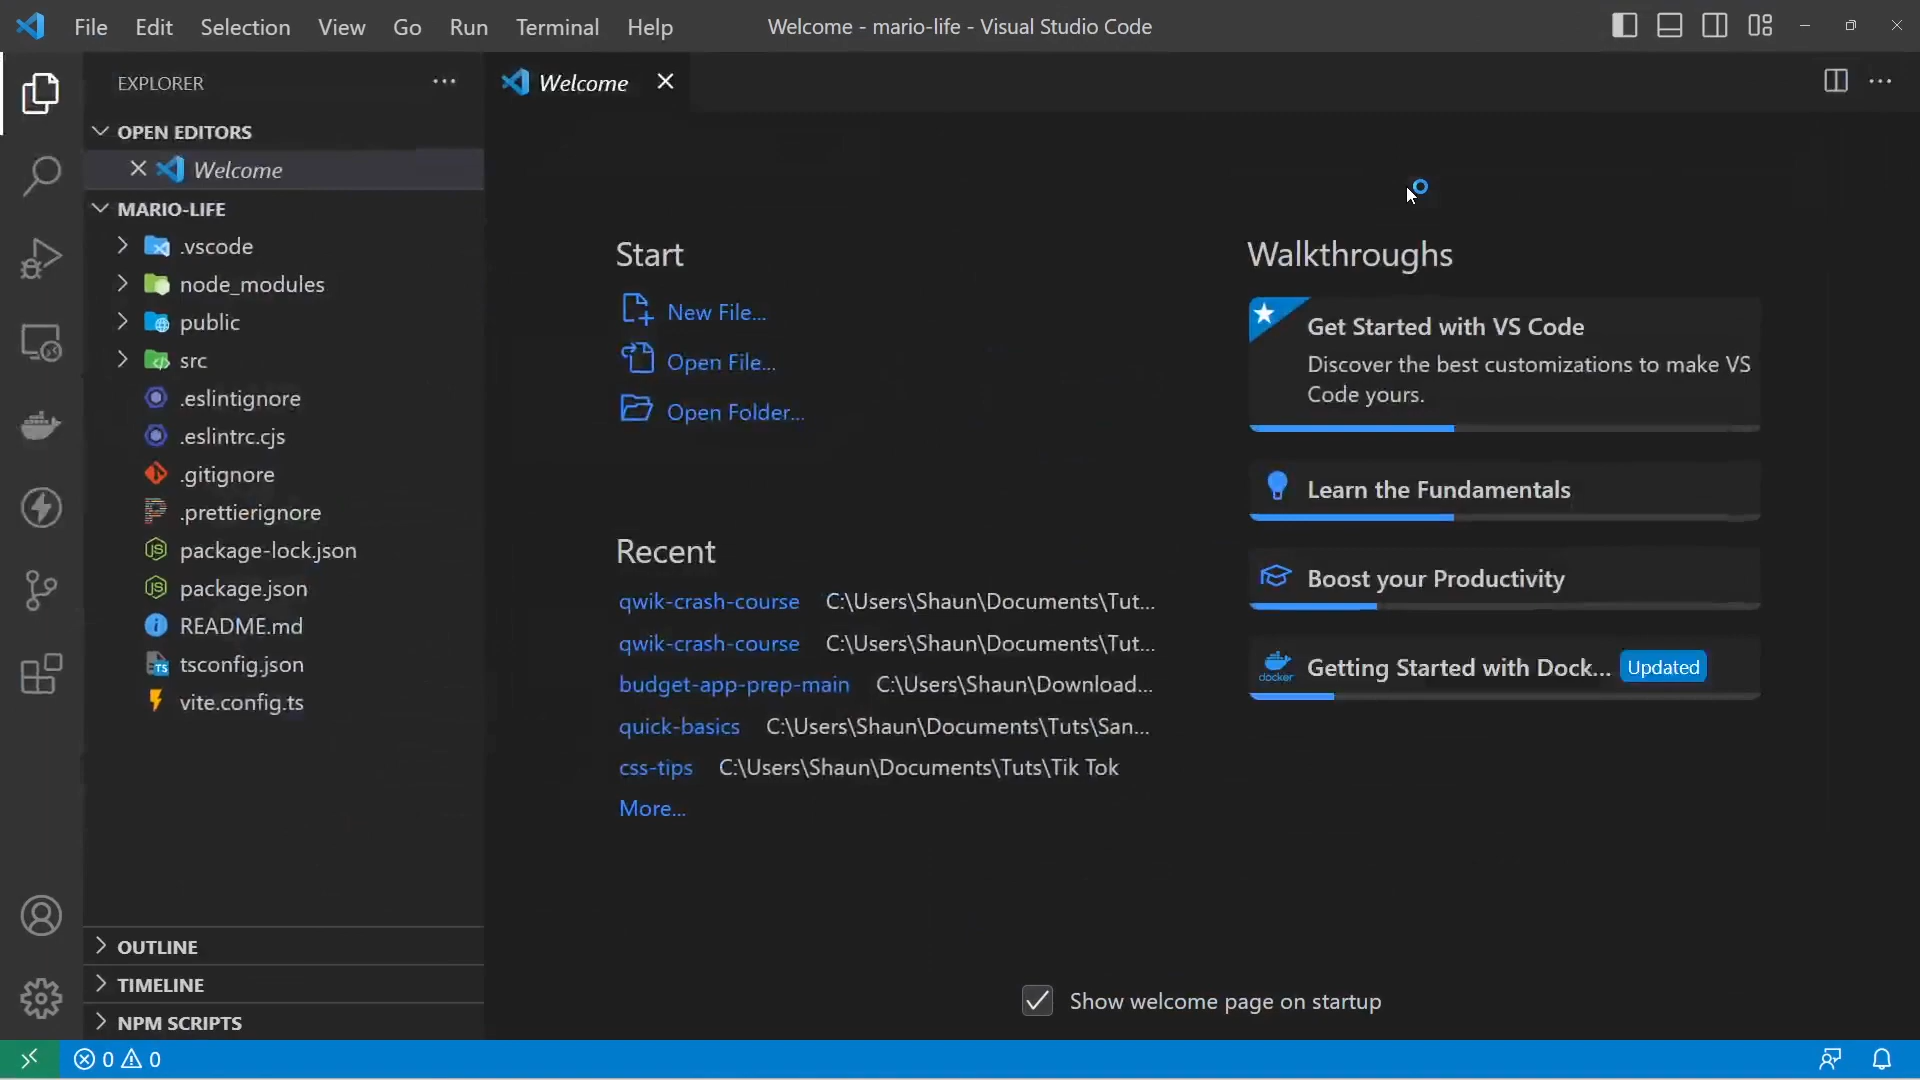 File Edit Selection View Go Run Terminal Help
Welcome - mario-life - Visual Studio Code
EXPLORER
OPEN EDITORS
Welcome
MARIO-LIFE
.vscode
node_modules
public
src
.eslintignore
.eslintrc.cjs
.gitignore
.prettierignore
package-lock.json
package.json
README.md
tsconfig.json
vite.config.ts
OUTLINE
TIMELINE
NPM SCRIPTS
Welcome
Start
New File...
Open File...
Open Folder...
Recent
qwik-crash-course C:\Users\Shaun\Documents\Tut...
qwik-crash-course C:\Users\Shaun\Documents\Tut...
budget-app-prep-main C:\Users\Shaun\Download...
quick-basics C:\Users\Shaun\Documents\Tuts\San...
css-tips C:\Users\Shaun\Documents\Tuts\Tik Tok
More...
Walkthroughs
Get Started with VS Code
Discover the best customizations to make VS
Code yours.
Learn the Fundamentals
Boost your Productivity
docker
Getting Started with Dock... Updated
Show welcome page on startup
0 0